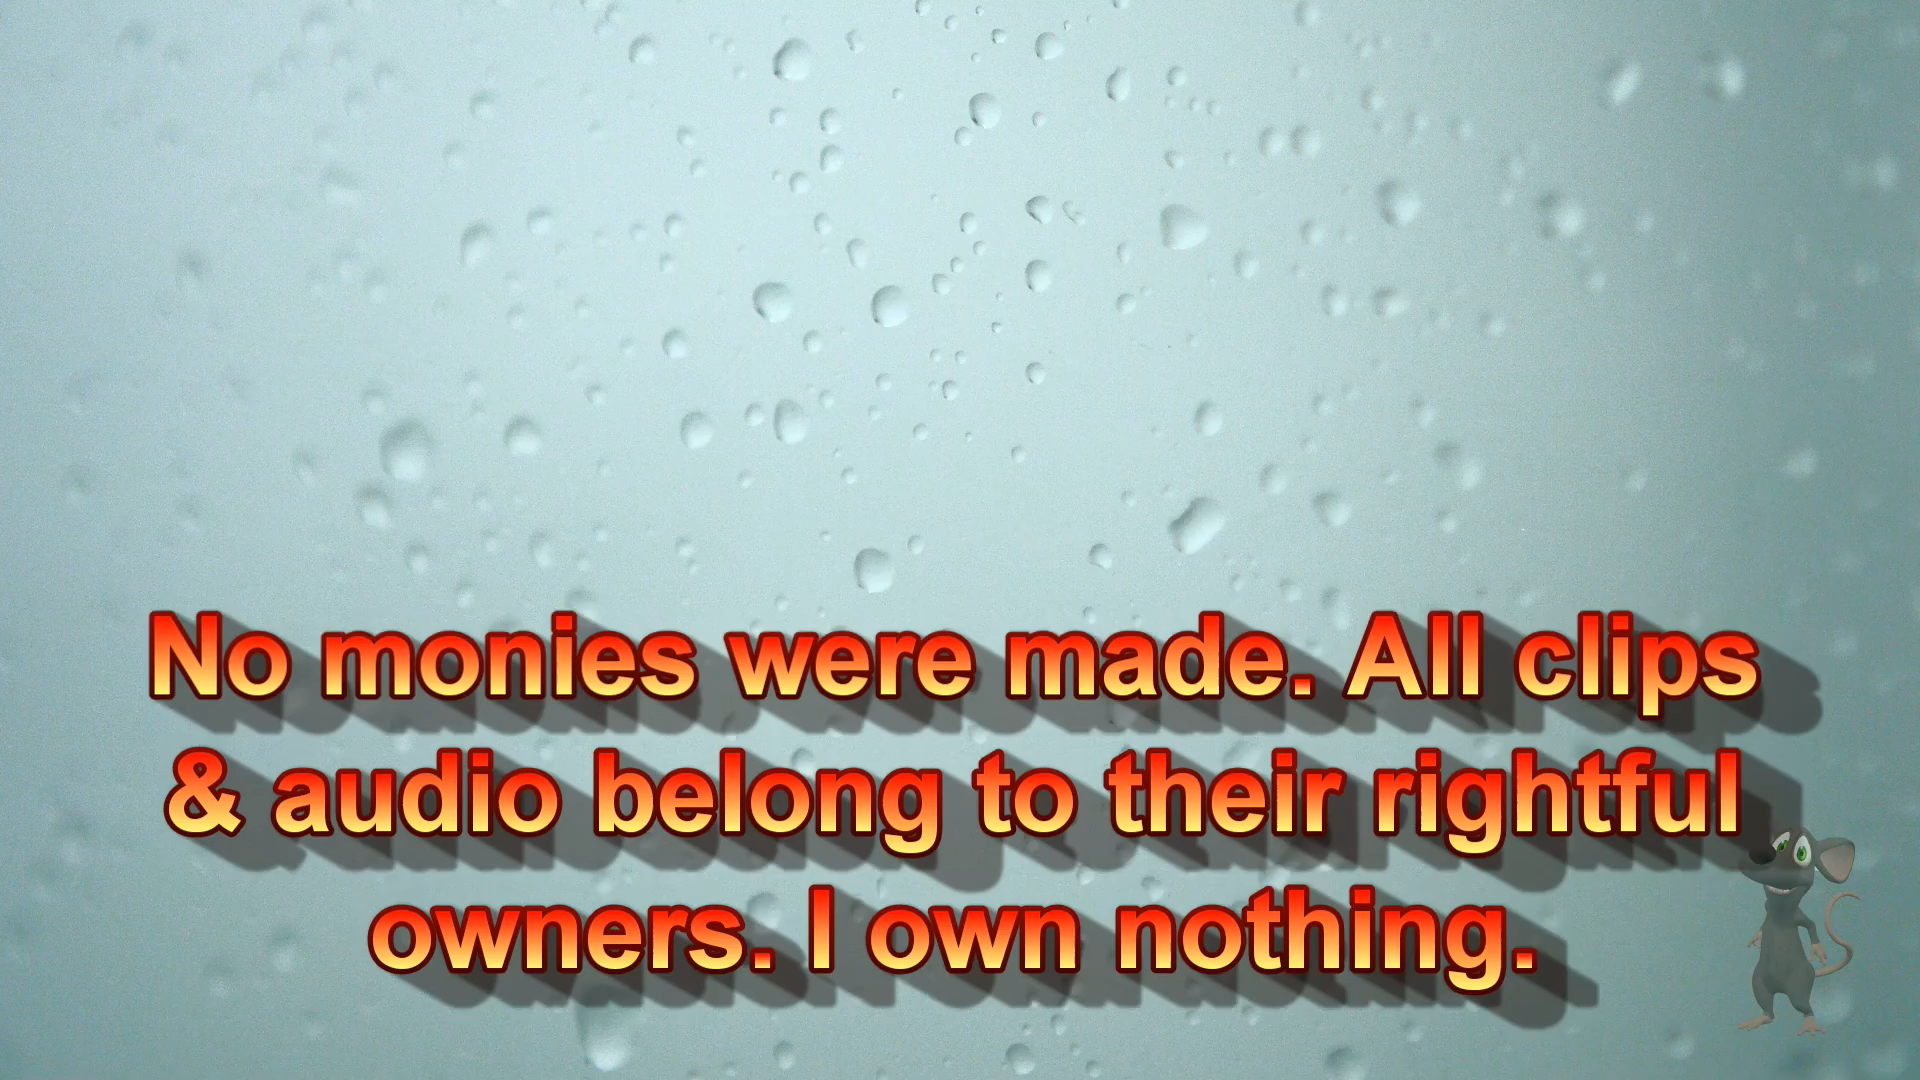 No monies were made. All clips
& audio belong to their rightful
owners. I own nothing.